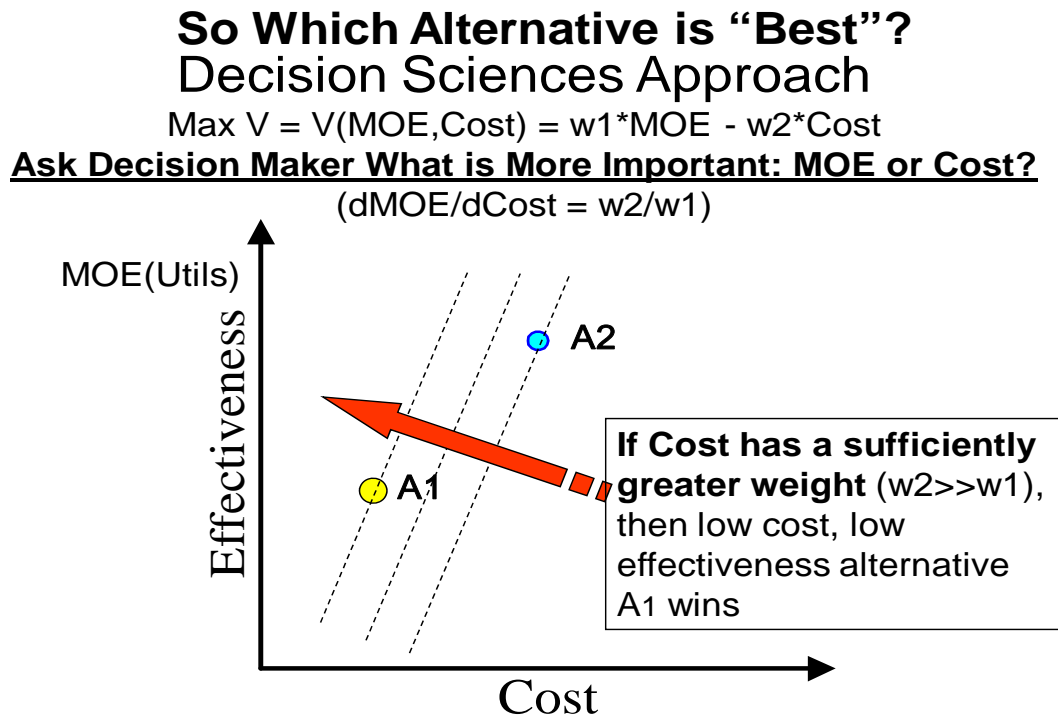 So Which Alternative is “Best”?
Decision Sciences Approach
Max V = V(MOE,Cost) = w1*MOE - w2*Cost
Ask Decision Maker What is More Important: MOE or Cost?
(dMOE/dCost = w2/w1)
MOE(Utils)
Effectiveness
A2
A1
If Cost has a sufficiently
greater weight (w2>>w1),
then low cost, low
effectiveness alternative
A1 wins
Cost